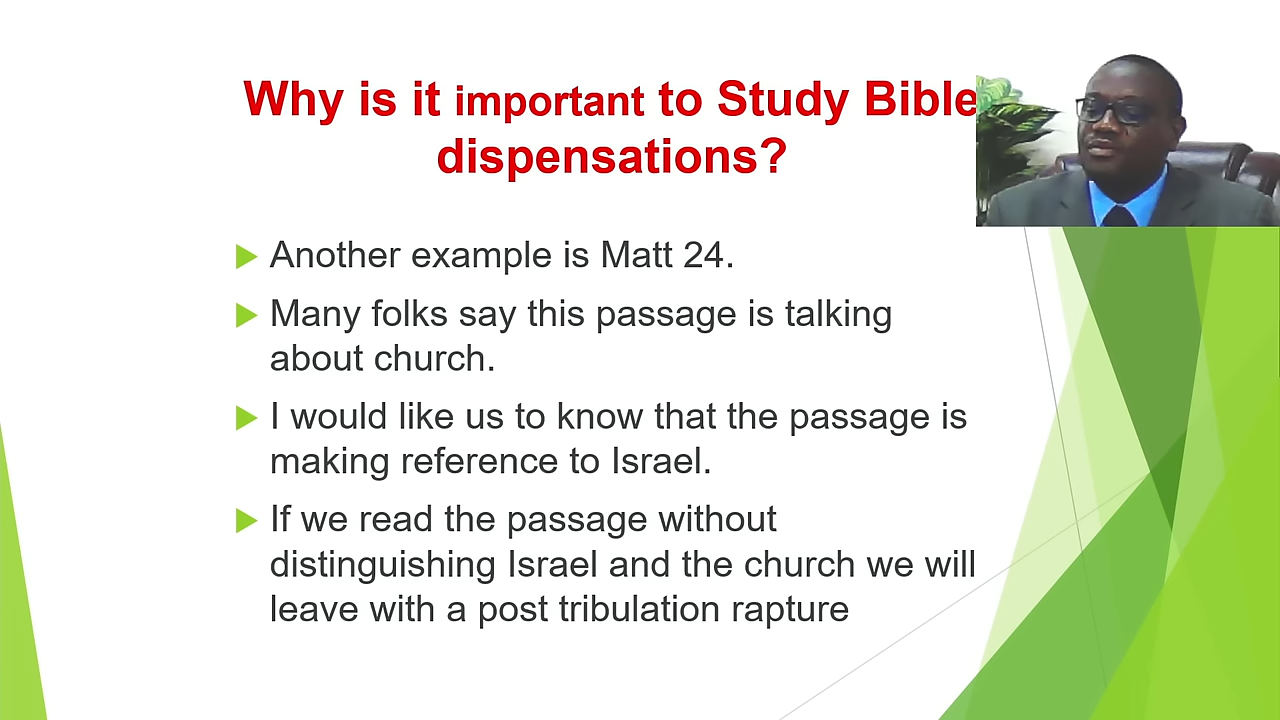 Why is it important to Study Bible
dispensations?
Another example is Matt 24.
Many folks say this passage is talking
about church.
I would like us to know that the passage is
making reference to Israel.
If we read the passage without
distinguishing Israel and the church we will
leave with a post tribulation rapture